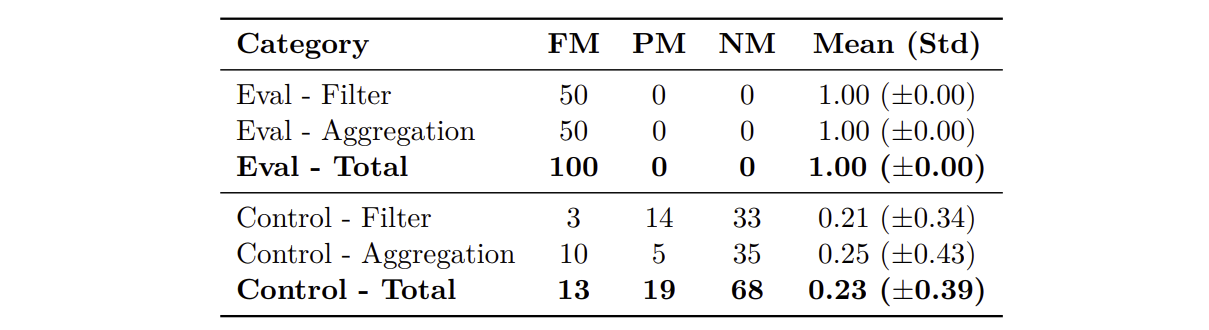 Category FM PM NM Mean (Std)
Eval - Filter 50 0 0 1.00 (±0.00)
Eval - Aggregation 50 0 0 1.00 (±0.00)
Eval - Total 100 0 0 1.00 (±0.00)
Control - Filter 3 14 33 0.21 (±0.34)
Control - Aggregation 10 5 35 0.25 (±0.43)
Control - Total 13 19 68 0.23 (±0.39)